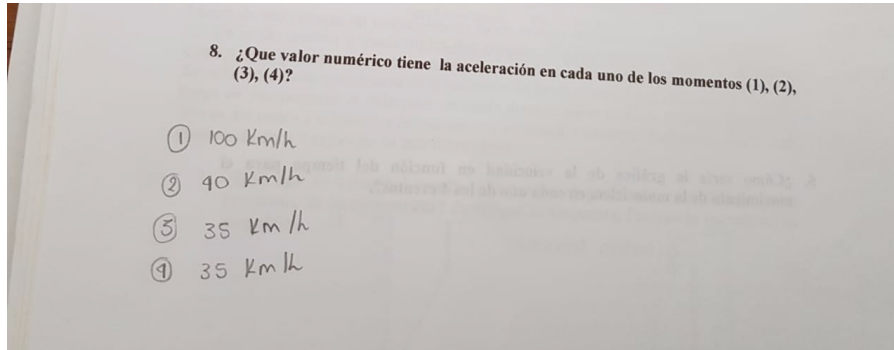 8. ¿Que valor numérico tiene la aceleración en cada uno de los momentos (1), (2),
(3), (4)?
① 100 Km/h
② 90 Km/h
③ 35 Km/h
④ 35 Km/h